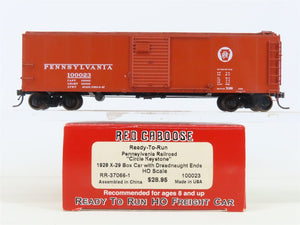 PENNSYLVANIA
100023
RED CABOOSE
Ready-To-Run
Pennsylvania Railroad
"Circle Keystone"
1928 X-29 Box Car with Dreadnaught Ends
HO Scale
RR-37066-1
100023
Assembled in China
$28.95
Made in USA
Recommended for ages 8 and up
READY TO RUN HO FREIGHT CAR